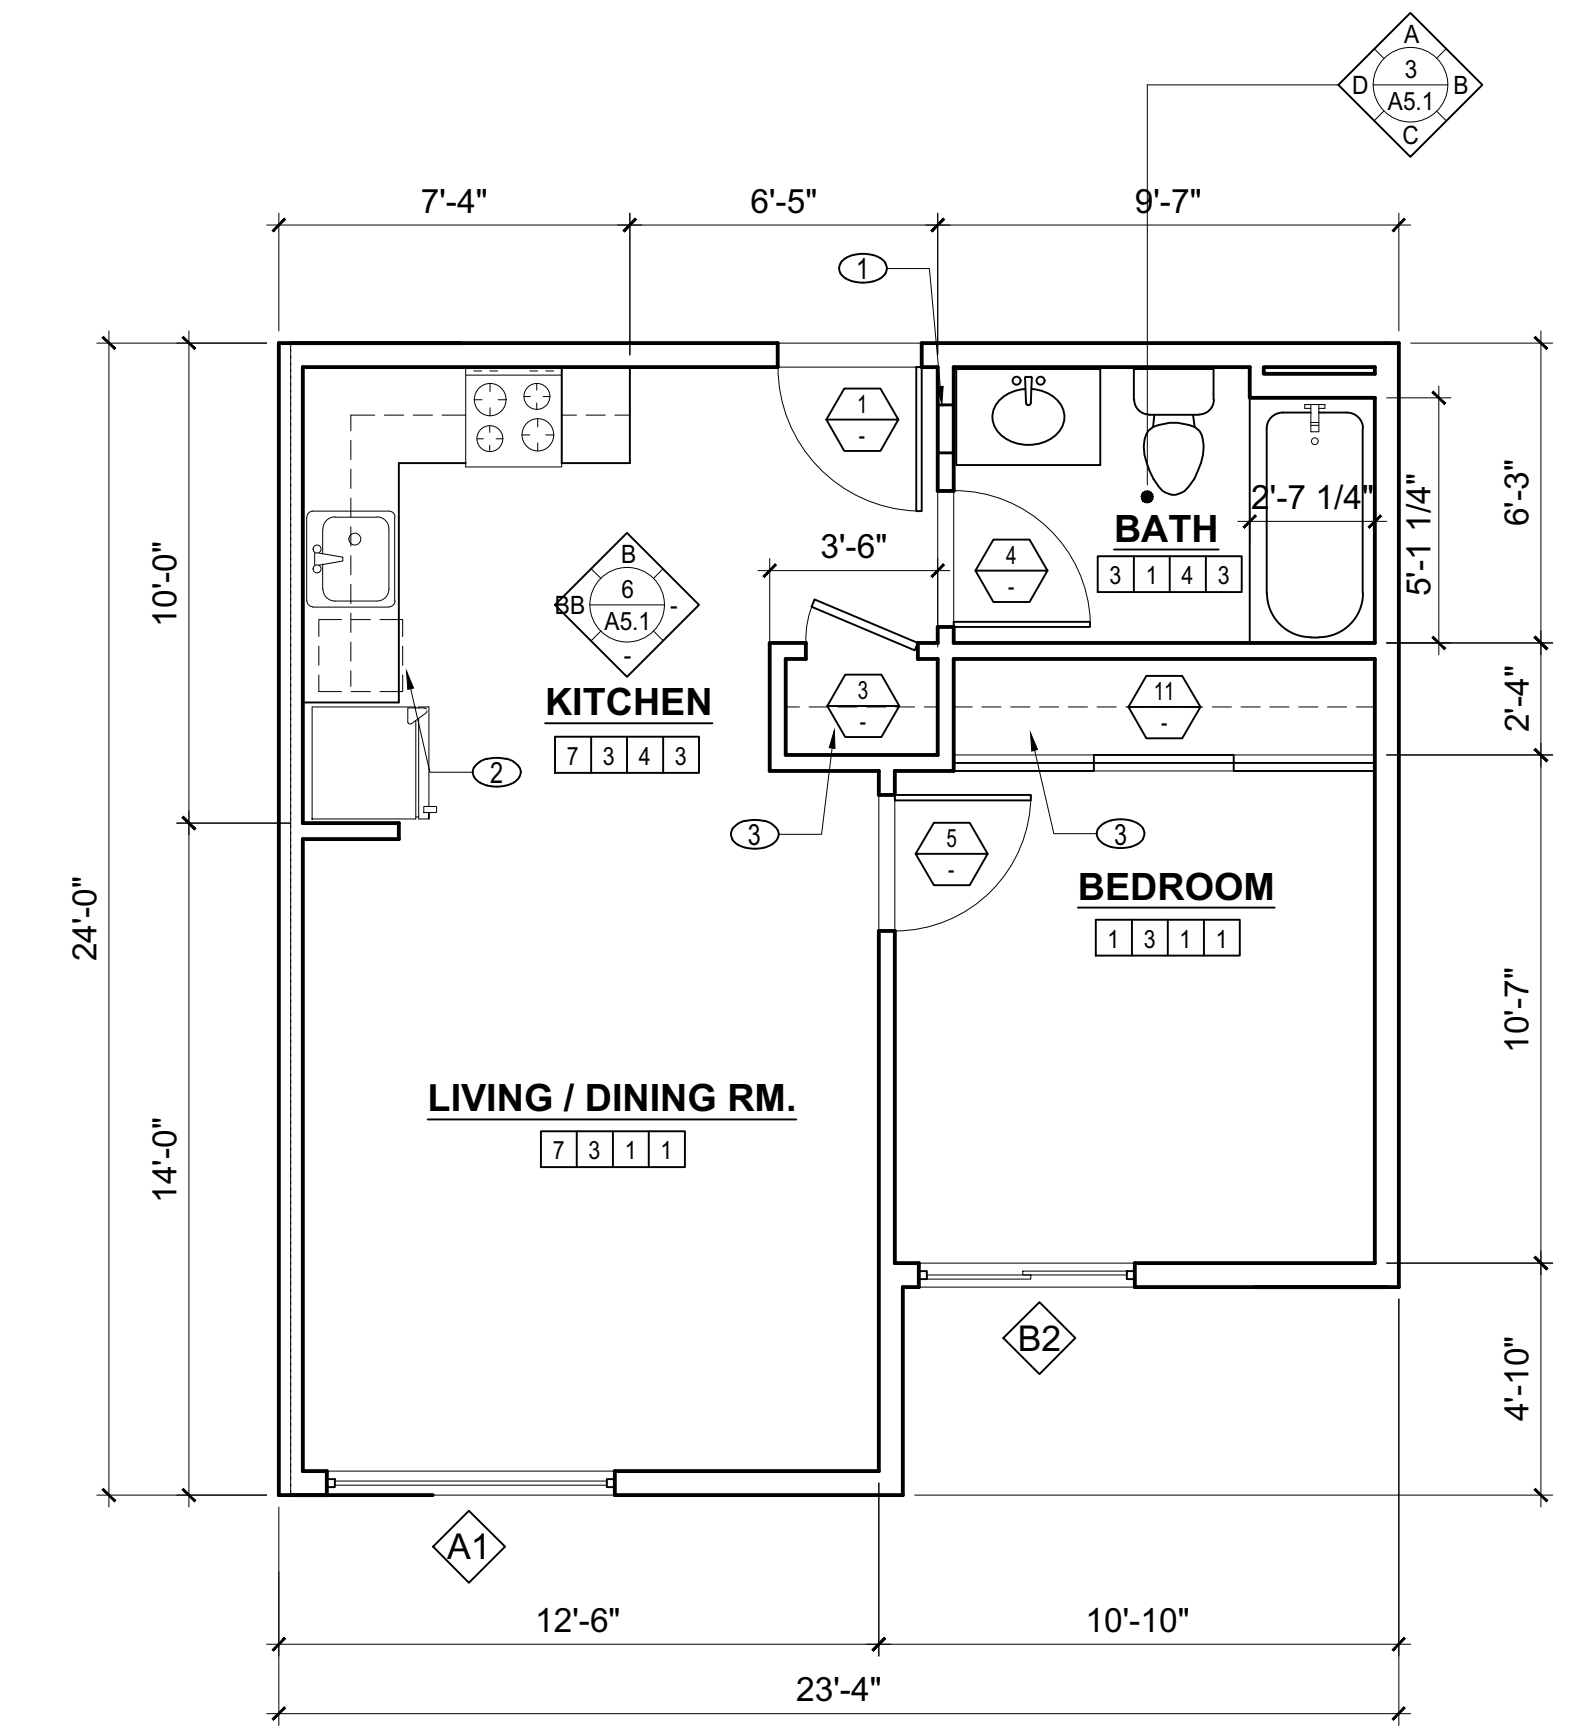 A
3
D
B
A5.1
C
7'-4"
6'-5"
9'-7"
1
1
-
2'-7 1/4"
5'-1 1/4"
6'-3"
BATH
3 1 4 3
4
-
3'-6"
10'-0"
B
6
BB
-
A5.1
-
KITCHEN
7 3 4 3
3
-
11
-
2'-4"
2
3
3
5
-
BEDROOM
1 3 1 1
24'-0"
10'-7"
LIVING / DINING RM.
7 3 1 1
14'-0"
B2
4'-10"
A1
12'-6"
10'-10"
23'-4"